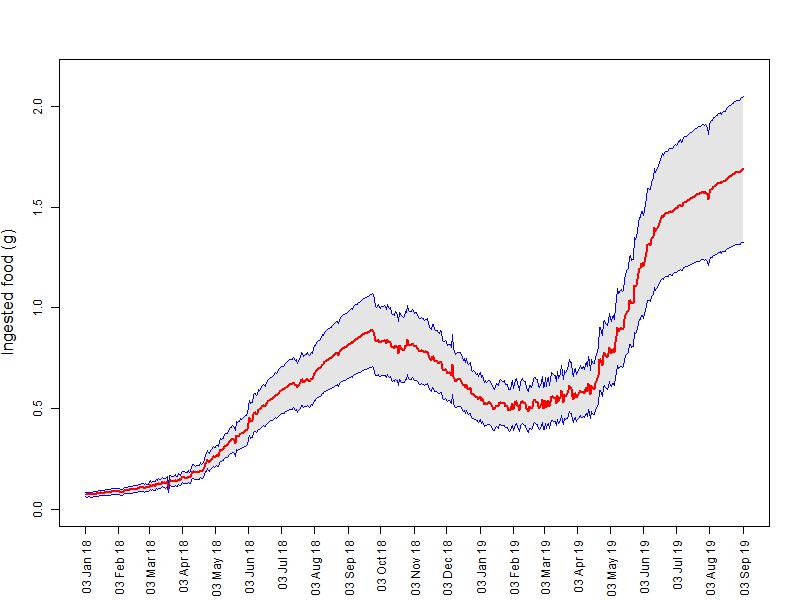 Ingested food (g)
2.0
1.5
1.0
0.5
0.0
03 Jan 18
03 Feb 18
03 Mar 18
03 Apr 18
03 May 18
03 Jun 18
03 Jul 18
03 Aug 18
03 Sep 18
03 Oct 18
03 Nov 18
03 Dec 18
03 Jan 19
03 Feb 19
03 Mar 19
03 Apr 19
03 May 19
03 Jun 19
03 Jul 19
03 Aug 19
03 Sep 19